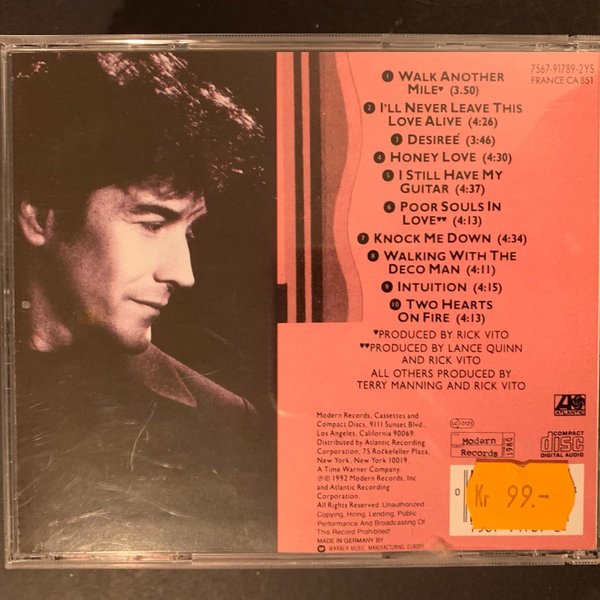 7567-91789-2YS
FRANCE CA 851
1 WALK ANOTHER
MILE♥ (3.50)
2 I'LL NEVER LEAVE THIS
LOVE ALIVE (4:26)
3 DESIREÉ (3:46)
4 HONEY LOVE (4:30)
5 I STILL HAVE MY
GUITAR (4:37)
6 POOR SOULS IN
LOVE♥♥ (4:13)
7 KNOCK ME DOWN (4:34)
8 WALKING WITH THE
DECO MAN (4:11)
9 INTUITION (4:15)
10 TWO HEARTS
ON FIRE (4:13)
♥PRODUCED BY RICK VITO
♥♥PRODUCED BY LANCE QUINN
AND RICK VITO
ALL OTHERS PRODUCED BY
TERRY MANNING AND RICK VITO
ATLANTIC
Modern Records, Cassettes and
Compact Discs, 9111 Sunset Blvd.,
Los Angeles, California 90069.
Distributed by Atlantic Recording
Corporation, 75 Rockefeller Plaza,
New York, New York 10019.
A Time Warner Company.
℗ © 1992 Modern Records, Inc.
and Atlantic Recording
Corporation.
All Rights Reserved. Unauthorized
Copying, Hiring, Lending, Public
Performance And Broadcasting Of
This Record Prohibited!
MADE IN GERMANY BY
WARNER MUSIC MANUFACTURING EUROPE
LC 0121
Modern
Records
1980
COMPACT
disc
DIGITAL AUDIO
Kr 99.-